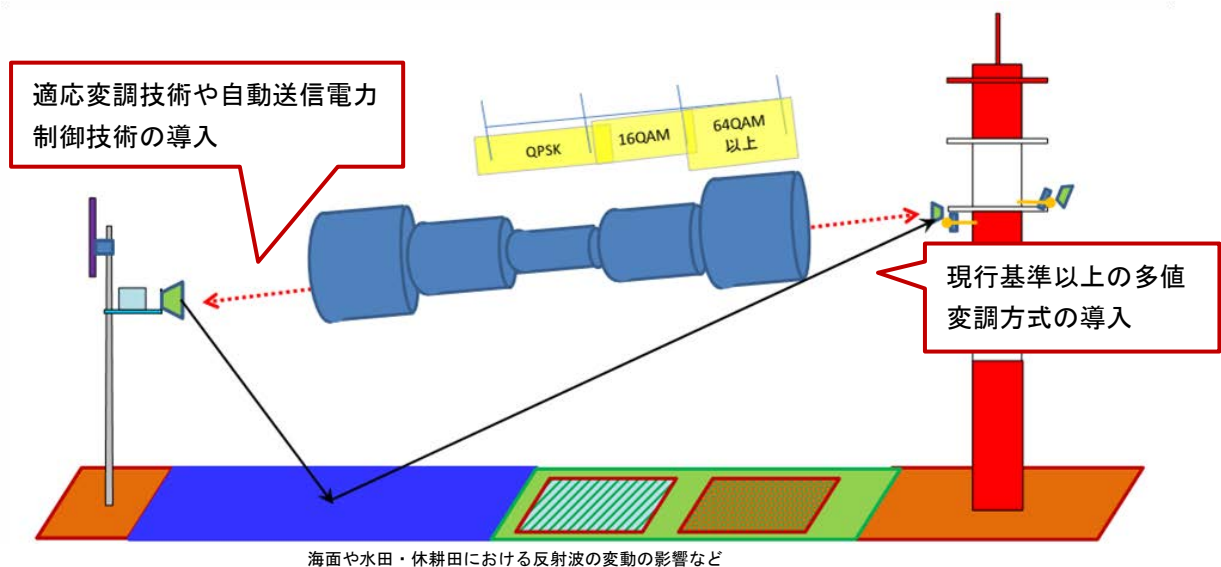 適応変調技術や自動送信電力
制御技術の導入
QPSK
16QAM
64QAM
以上
現行基準以上の多値
変調方式の導入
海面や水田・休耕田における反射波の変動の影響など